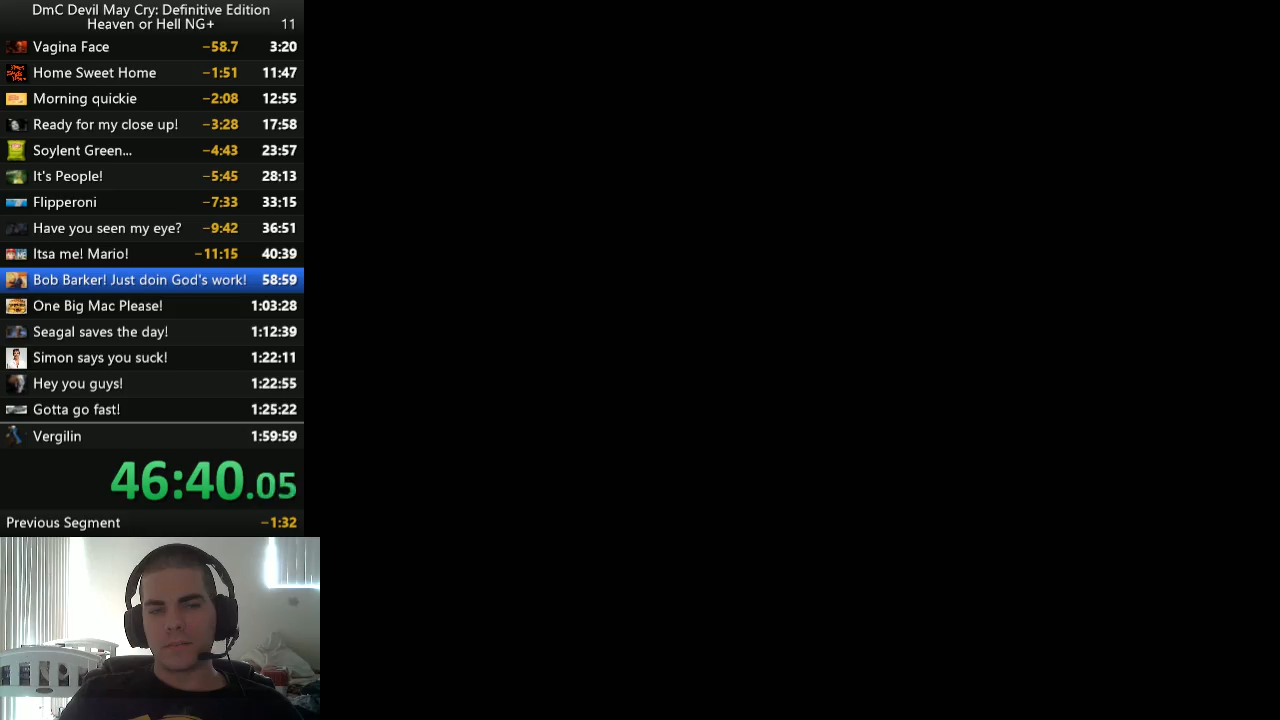 DmC Devil May Cry: Definitive Edition
Heaven or Hell NG+ 11
Vagina Face −58.7 3:20
Home Sweet Home −1:51 11:47
Morning quickie −2:08 12:55
Ready for my close up! −3:28 17:58
Soylent Green... −4:43 23:57
It's People! −5:45 28:13
Flipperoni −7:33 33:15
Have you seen my eye? −9:42 36:51
Itsa me! Mario! −11:15 40:39
Bob Barker! Just doin God's work! 58:59
One Big Mac Please! 1:03:28
Seagal saves the day! 1:12:39
Simon says you suck! 1:22:11
Hey you guys! 1:22:55
Gotta go fast! 1:25:22
Vergilin 1:59:59
46:40.05
Previous Segment −1:32